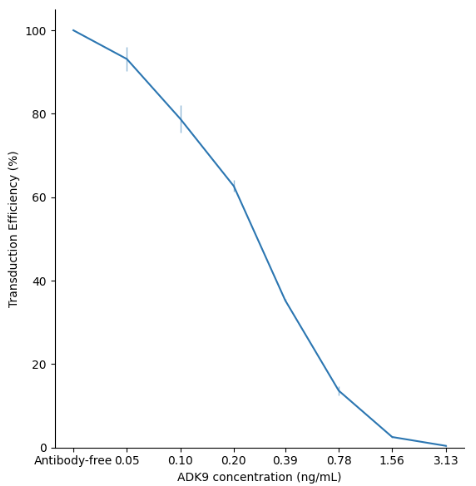 Transduction Efficiency (%)
100
80
60
40
20
0
Antibody-free 0.05 0.10 0.20 0.39 0.78 1.56 3.13
ADK9 concentration (ng/mL)